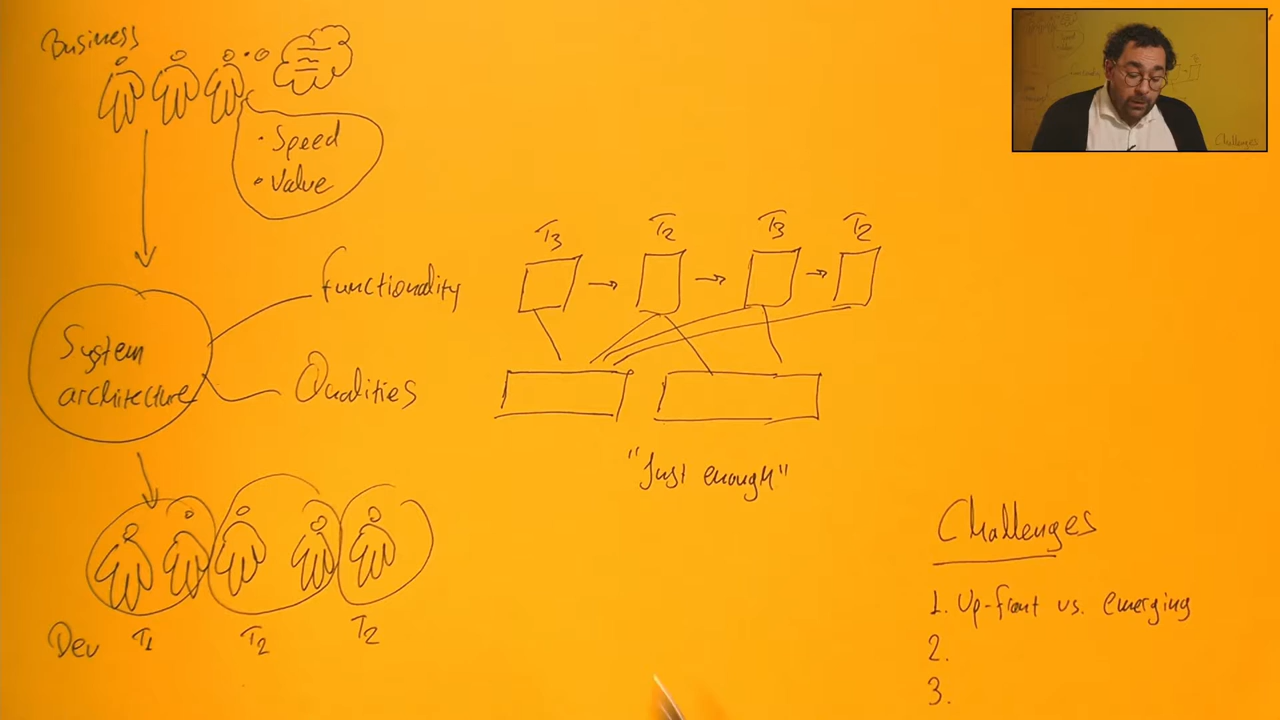 Business
• Speed
• Value
System
architecture
Functionality
Qualities
T3
T2
T3
T2
"Just enough"
Dev
T1
T2
T2
Challenges
1. Up-front vs. emerging
2.
3.
Challenges